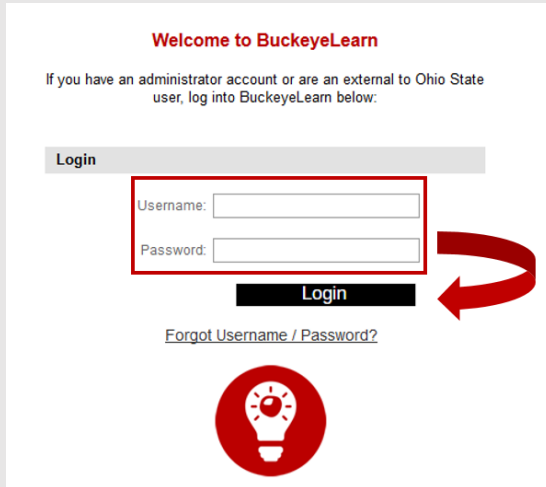 Welcome to BuckeyeLearn
If you have an administrator account or are an external to Ohio State
user, log into BuckeyeLearn below:
Login
Username:
Password:
Login
Forgot Username / Password?